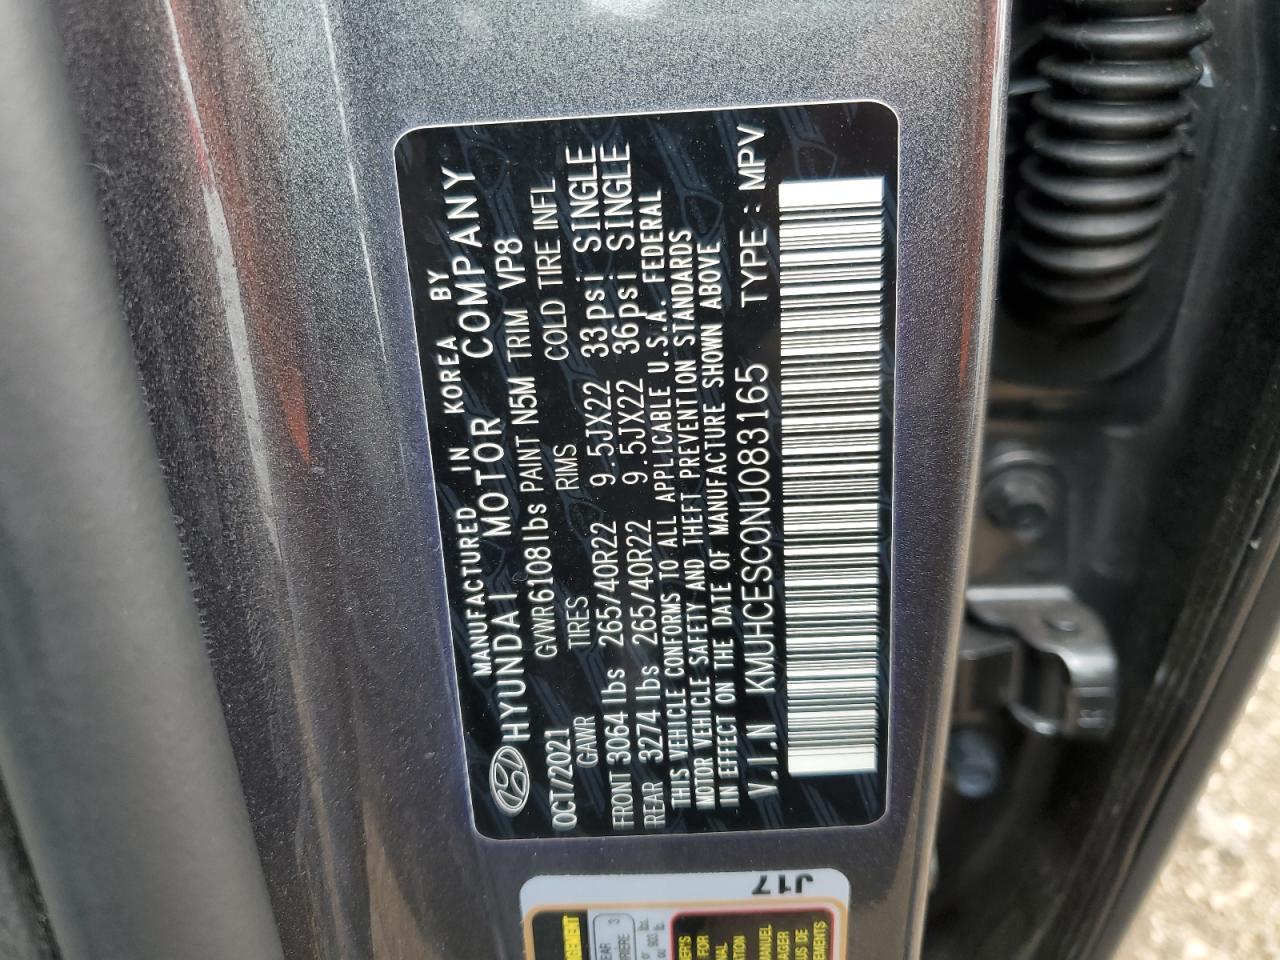 MANUFACTURED IN KOREA BY
HYUNDAI MOTOR COMPANY
OCT/2021 GVWR6108lbs PAINT N5M TRIM VP8
GAWR TIRES RIMS COLD TIRE INFL
FRONT 3064lbs 265/40R22 9.5JX22 33psi SINGLE
REAR 3274lbs 265/40R22 9.5JX22 36psi SINGLE
THIS VEHICLE CONFORMS TO ALL APPLICABLE U.S.A. FEDERAL
MOTOR VEHICLE SAFETY AND THEFT PREVENTION STANDARDS
IN EFFECT ON THE DATE OF MANUFACTURE SHOWN ABOVE
V.I.N KMUHCESC0NU083165 TYPE : MPV
J17
3